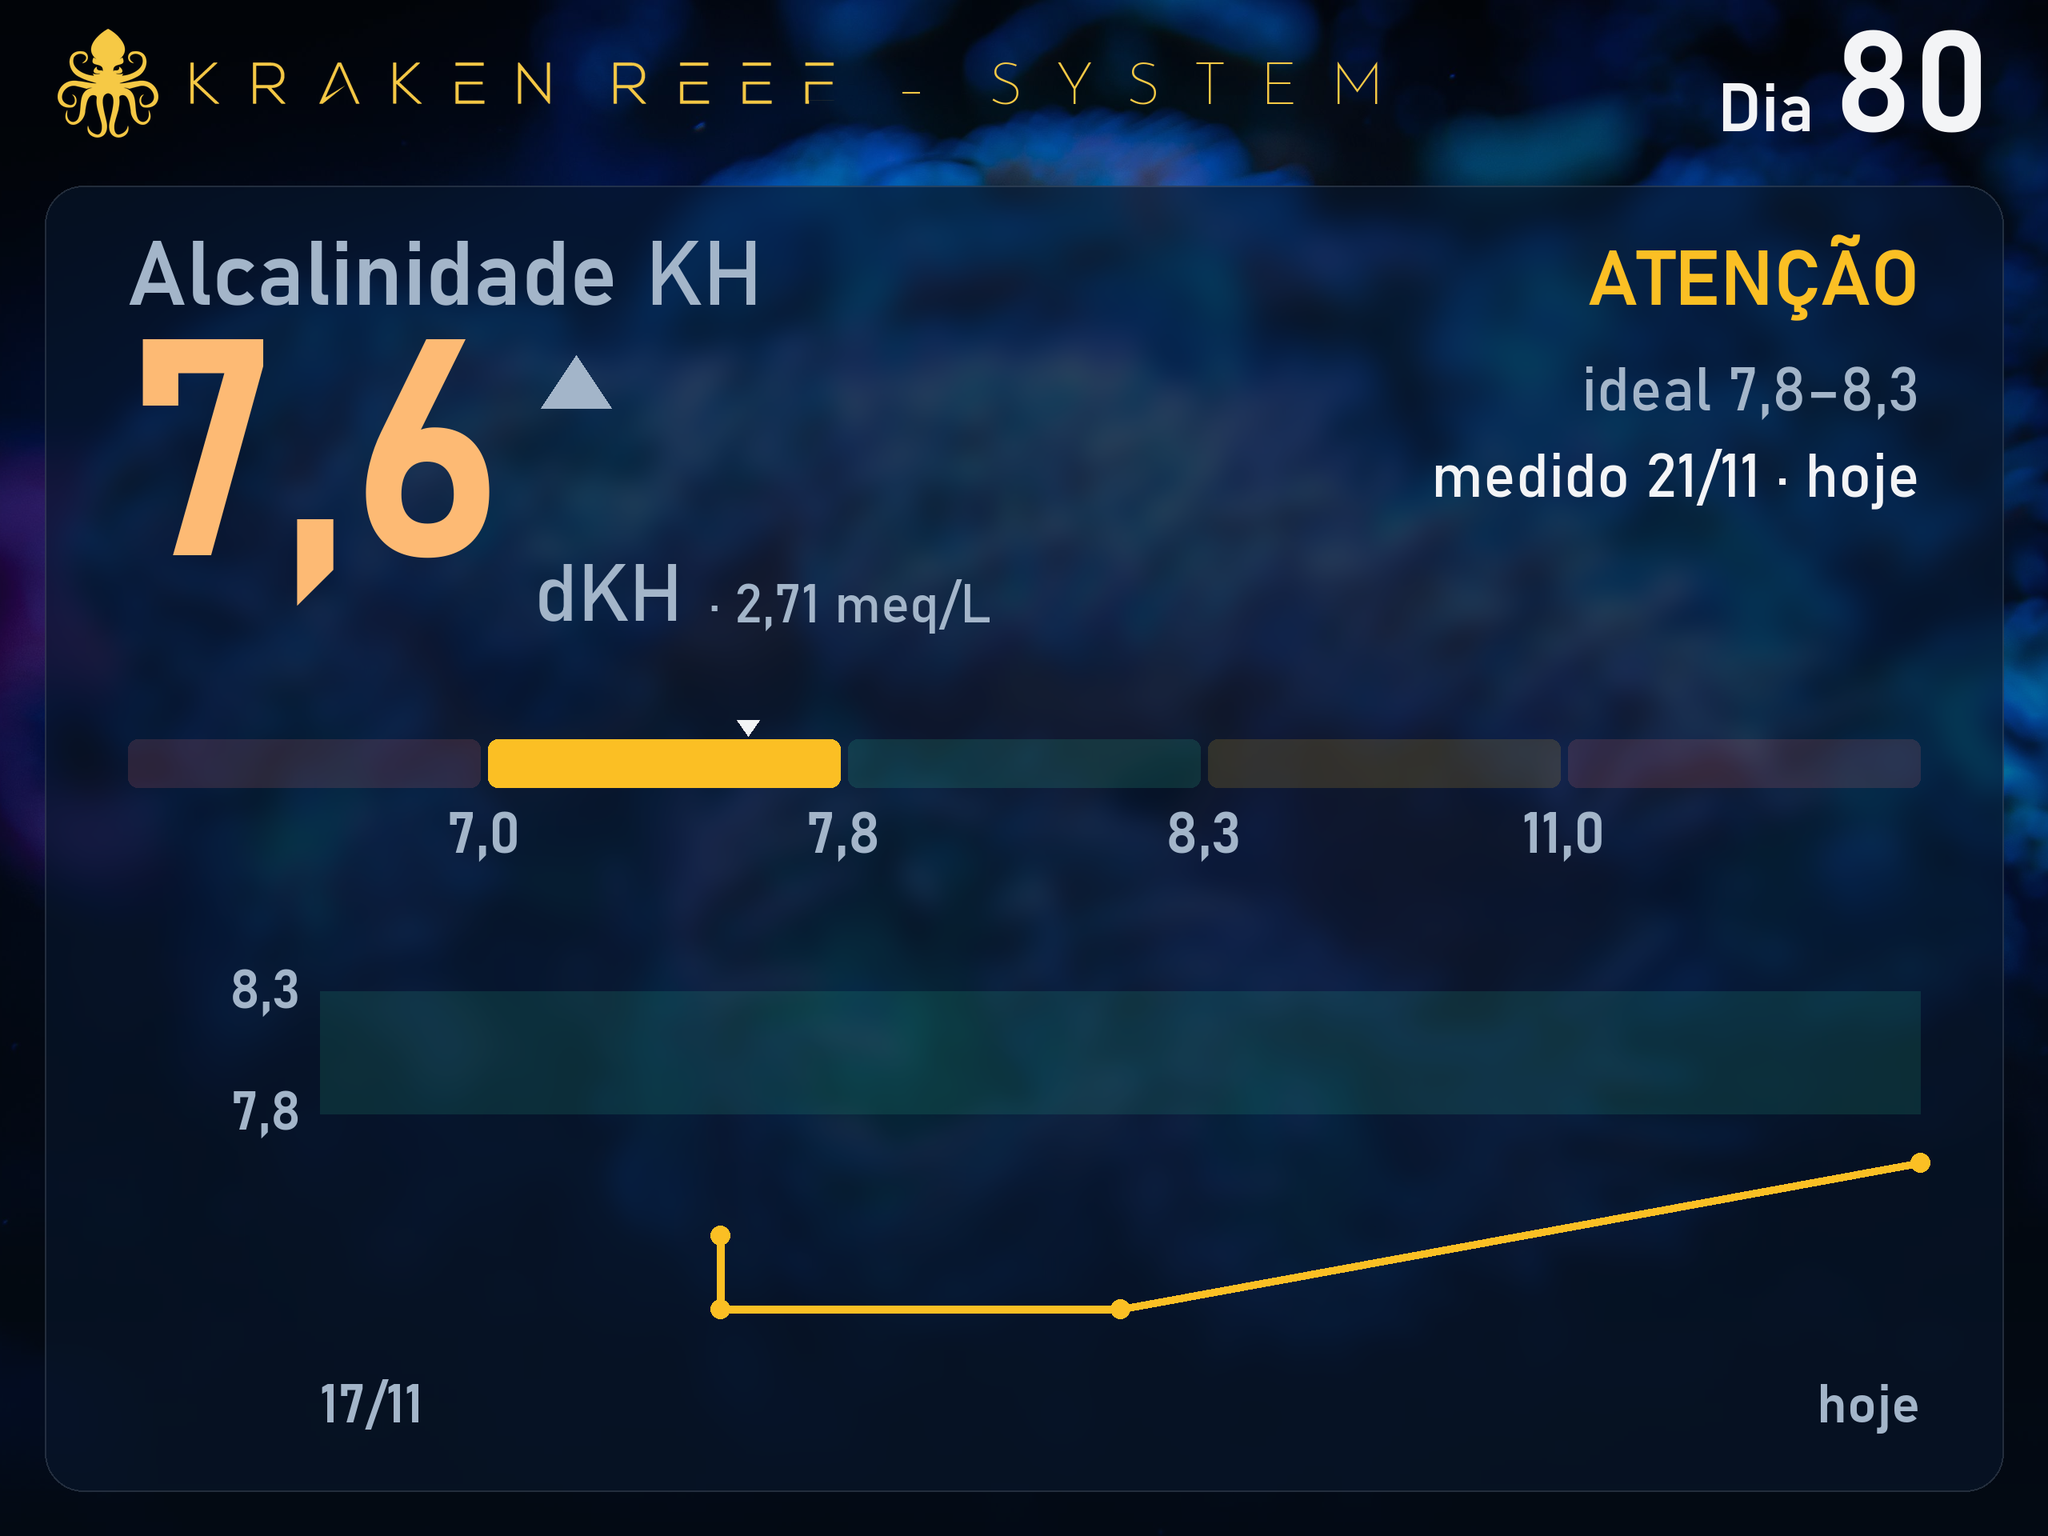 KRAKEN REEF - SYSTEM
Dia 80
Alcalinidade KH
ATENÇÃO
7,6
ideal 7,8–8,3
medido 21/11 · hoje
dKH · 2,71 meq/L
7,0 7,8 8,3 11,0
8,3
7,8
17/11 hoje